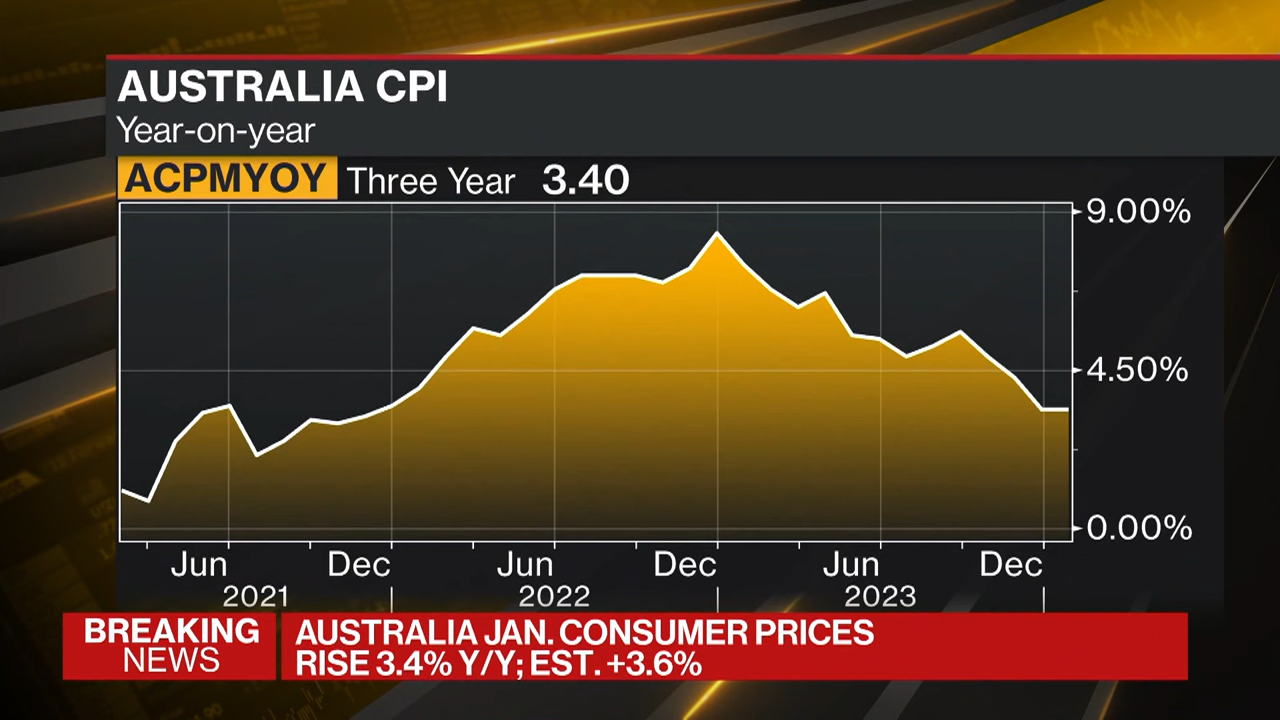 AUSTRALIA CPI
Year-on-year
ACPMYOY Three Year 3.40
9.00%
4.50%
0.00%
Jun Dec Jun Dec Jun Dec
2021 2022 2023
BREAKING NEWS
AUSTRALIA JAN. CONSUMER PRICES
RISE 3.4% Y/Y; EST. +3.6%